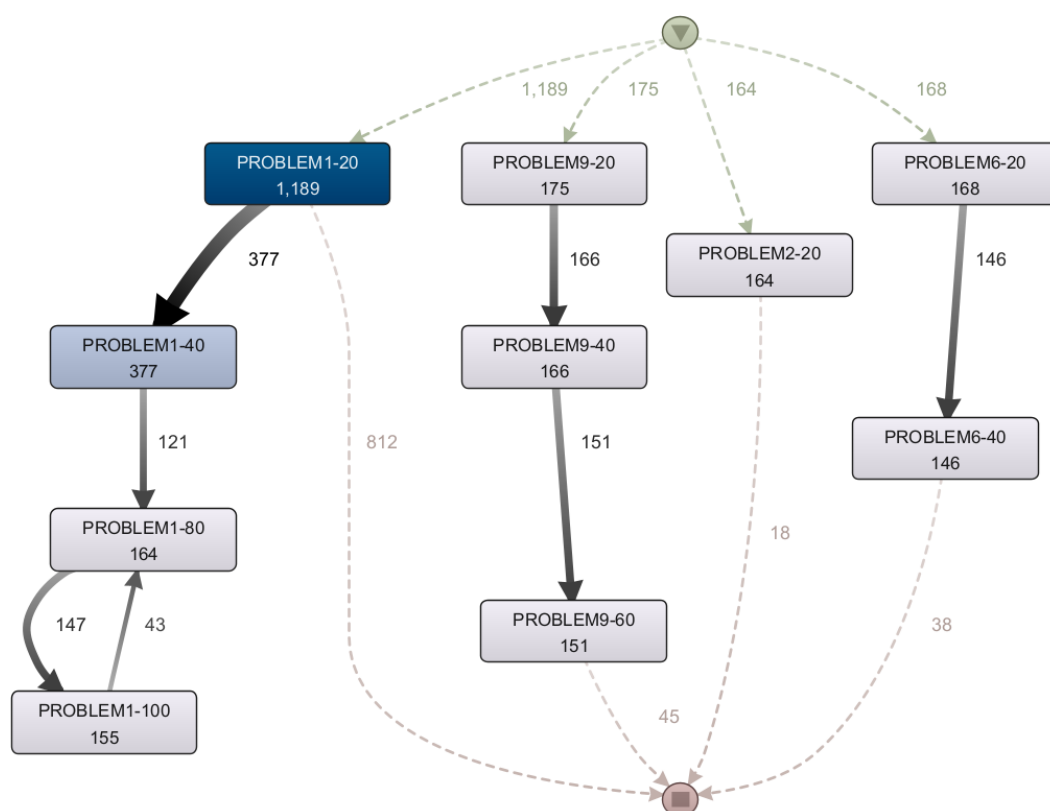 1,189
175
164
168
PROBLEM1-20
1,189
PROBLEM9-20
175
PROBLEM6-20
168
PROBLEM2-20
164
377
166
146
PROBLEM1-40
377
PROBLEM9-40
166
121
812
151
PROBLEM6-40
146
PROBLEM1-80
164
18
147
43
PROBLEM9-60
151
38
PROBLEM1-100
155
45